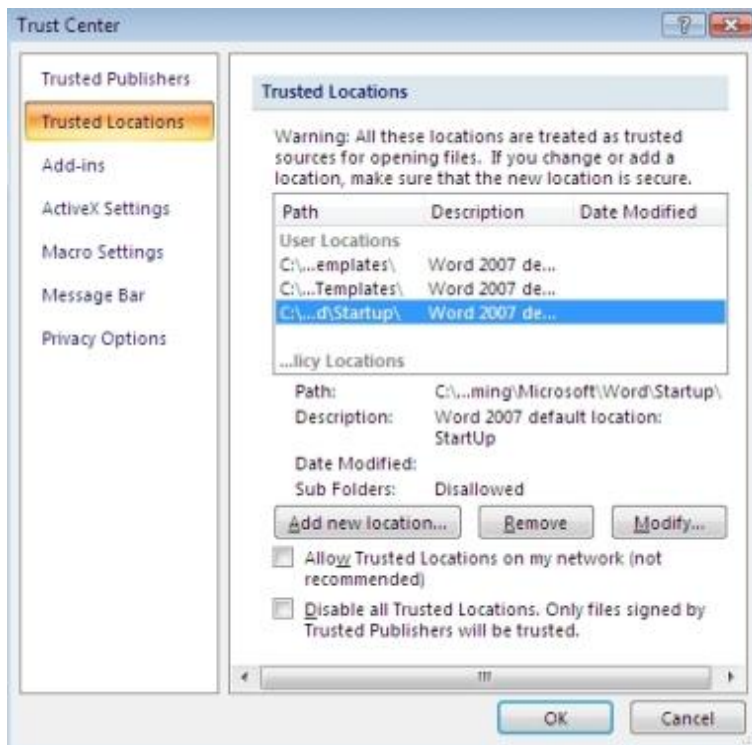 Trust Center
Trusted Publishers
Trusted Locations
Add-ins
ActiveX Settings
Macro Settings
Message Bar
Privacy Options
Trusted Locations
Warning: All these locations are treated as trusted
sources for opening files. If you change or add a
location, make sure that the new location is secure.
Path Description Date Modified
User Locations
C:\...emplates\ Word 2007 de...
C:\...Templates\ Word 2007 de...
C:\...d\Startup\ Word 2007 de...
...licy Locations
Path: C:\...ming\Microsoft\Word\Startup\
Description: Word 2007 default location:
StartUp
Date Modified:
Sub Folders: Disallowed
Add new location... Remove Modify...
Allow Trusted Locations on my network (not
recommended)
Disable all Trusted Locations. Only files signed by
Trusted Publishers will be trusted.
OK Cancel